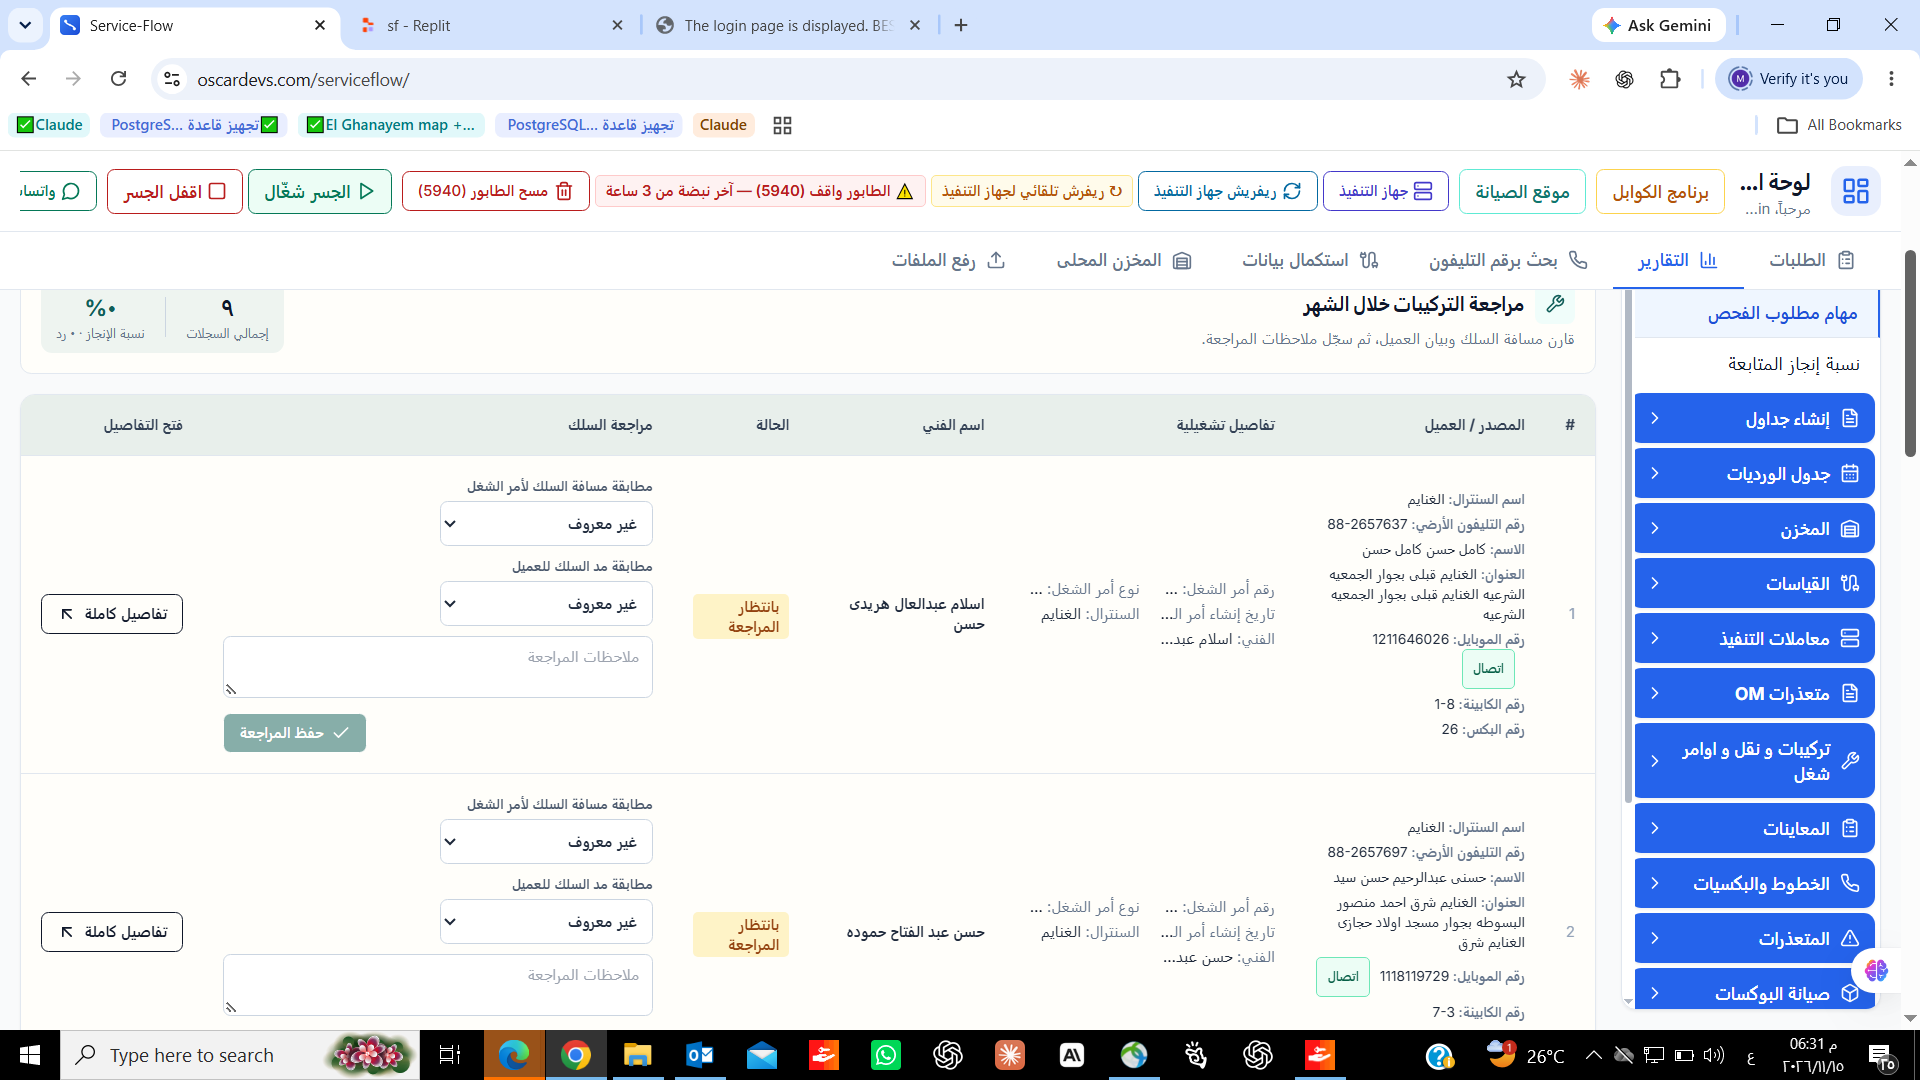 Service-Flow
sf - Replit
The login page is displayed. BES
Ask Gemini
oscardevs.com/serviceflow/
Verify it's you
Claude
تجهيز قاعدة ...PostgreS
El Ghanayem map +...
تجهيز قاعدة ...PostgreSQL
Claude
All Bookmarks
لوحة ا...
مرحباً، in...
برنامج الكوابل
موقع الصيانة
جهاز التنفيذ
ريفريش جهاز التنفيذ
ريفرش تلقائي لجهاز التنفيذ
الطابور واقف (5940) — آخر نبضة من 3 ساعة
مسح الطابور (5940)
الجسر شغّال
اقفل الجسر
واتساب
الطلبات
التقارير
بحث برقم التليفون
استكمال بيانات
المخزن المحلى
رفع الملفات
مهام مطلوب الفحص
نسبة إنجاز المتابعة
إنشاء جداول
جدول الورديات
المخزن
القياسات
معاملات التنفيذ
متعذرات OM
تركيبات و نقل و اوامر شغل
المعاينات
الخطوط والبكسيات
المتعذرات
صيانة البوكسات
مراجعة التركيبات خلال الشهر
قارن مسافة السلك وبيان العميل، ثم سجّل ملاحظات المراجعة.
٩
إجمالي السجلات
٠%
نسبة الإنجاز · ٠ رد
#
المصدر / العميل
تفاصيل تشغيلية
اسم الفني
الحالة
مراجعة السلك
فتح التفاصيل
1
اسم السنترال: الغنايم
رقم التليفون الأرضي: 88-2657637
الاسم: كامل حسن كامل حسن
العنوان: الغنايم قبلى بجوار الجمعيه
الشرعيه الغنايم قبلى بجوار الجمعيه
الشرعيه
رقم الموبايل: 1211646026
اتصال
رقم الكابينة: 8-1
رقم البكس: 26
رقم أمر الشغل: ...
نوع أمر الشغل: ...
تاريخ إنشاء أمر الـ...
السنترال: الغنايم
الفني: اسلام عبد...
اسلام عبدالعال هريدى
حسن
بانتظار
المراجعة
مطابقة مسافة السلك لأمر الشغل
غير معروف
مطابقة مد السلك للعميل
غير معروف
ملاحظات المراجعة
حفظ المراجعة
تفاصيل كاملة
2
اسم السنترال: الغنايم
رقم التليفون الأرضي: 88-2657697
الاسم: حسنى عبدالرحيم حسن سيد
العنوان: الغنايم شرق احمد منصور
البسوطه بجوار مسجد اولاد حجازى
الغنايم شرق
رقم الموبايل: 1118119729
اتصال
رقم الكابينة: 3-7
رقم أمر الشغل: ...
نوع أمر الشغل: ...
تاريخ إنشاء أمر الـ...
السنترال: الغنايم
الفني: حسن عبد...
حسن عبد الفتاح حموده
بانتظار
المراجعة
مطابقة مسافة السلك لأمر الشغل
غير معروف
مطابقة مد السلك للعميل
غير معروف
ملاحظات المراجعة
تفاصيل كاملة
Type here to search
1
26°C
ع
06:31 م
٢٠٢٦/١١/١٥
٢٥